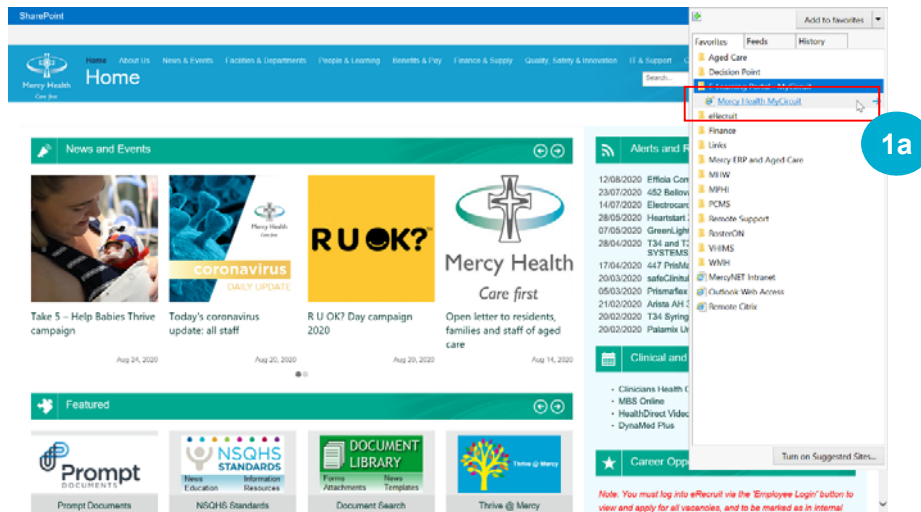 SharePoint
Add to favorites
Favorites Feeds History
Aged Care
Decision Point
E-Learning Portal - MyCircuit
Mercy Health MyCircuit
eRecruit
Finance
Links
Mercy ERP and Aged Care
MHW
MPHI
PCMS
Remote Support
RosterON
VHIMS
WMH
MercyNET Intranet
Outlook Web Access
Remote Citrix
Turn on Suggested Sites...
1a
Mercy Health
Care first
Home About Us News & Events Facilities & Departments People & Learning Benefits & Pay Finance & Supply Quality, Safety & Innovation IT & Support
Home
Search...
News and Events
Mercy Health
Care first
coronavirus
DAILY UPDATE
R U OK?
Mercy Health
Care first
Take 5 – Help Babies Thrive campaign
Aug 24, 2020
Today's coronavirus update: all staff
Aug 20, 2020
R U OK? Day campaign 2020
Aug 20, 2020
Open letter to residents, families and staff of aged care
Aug 14, 2020
Alerts and
12/08/2020 Efficia
23/07/2020 452
14/07/2020
28/05/2020 Heartstart
07/05/2020
28/04/2020 T34 and
SYSTEMS
17/04/2020 447
20/03/2020
05/03/2020 Prismaflex
21/02/2020 Arista AH
20/02/2020 T34
20/02/2020
Clinical and
Clinicians Health
MBS Online
HealthDirect
DynaMed Plus
Career
Note: You must log into eRecruit via the 'Employee Login' button to
view and apply for all vacancies, and to be marked as in internal
Featured
Prompt
DOCUMENTS
Prompt Documents
NSQHS
STANDARDS
News Information
Education Resources
NSQHS Standards
DOCUMENT
LIBRARY
Forms News
Attachments Templates
Document Search
Thrive @ Mercy
Thrive @ Mercy